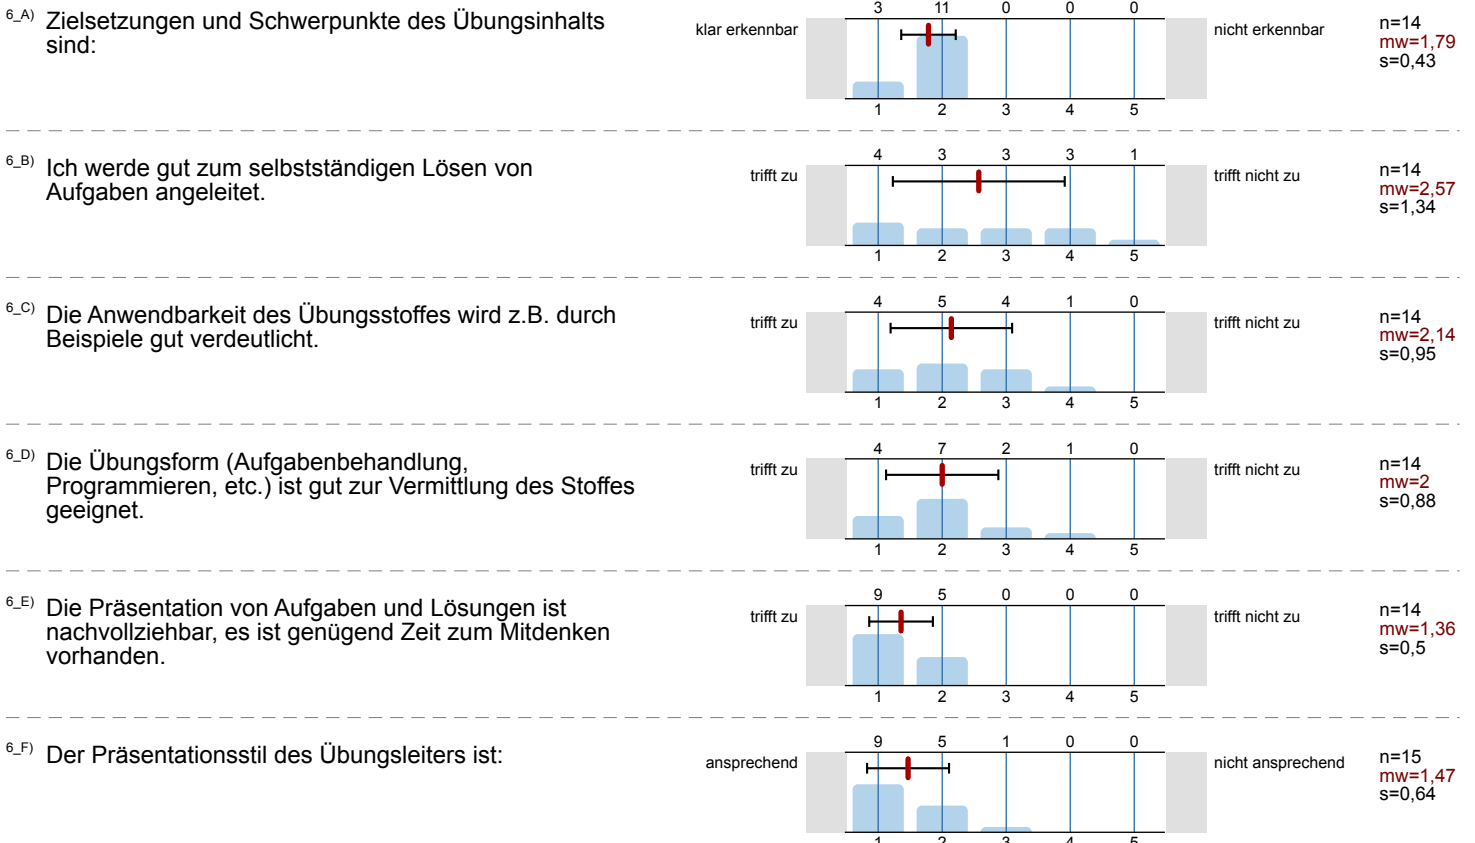 6_A) Zielsetzungen und Schwerpunkte des Übungsinhalts
sind:
klar erkennbar
3 11 0 0 0
1 2 3 4 5
nicht erkennbar
n=14
mw=1,79
s=0,43
6_B) Ich werde gut zum selbstständigen Lösen von
Aufgaben angeleitet.
trifft zu
4 3 3 3 1
1 2 3 4 5
trifft nicht zu
n=14
mw=2,57
s=1,34
6_C) Die Anwendbarkeit des Übungsstoffes wird z.B. durch
Beispiele gut verdeutlicht.
trifft zu
4 5 4 1 0
1 2 3 4 5
trifft nicht zu
n=14
mw=2,14
s=0,95
6_D) Die Übungsform (Aufgabenbehandlung,
Programmieren, etc.) ist gut zur Vermittlung des Stoffes
geeignet.
trifft zu
4 7 2 1 0
1 2 3 4 5
trifft nicht zu
n=14
mw=2
s=0,88
6_E) Die Präsentation von Aufgaben und Lösungen ist
nachvollziehbar, es ist genügend Zeit zum Mitdenken
vorhanden.
trifft zu
9 5 0 0 0
1 2 3 4 5
trifft nicht zu
n=14
mw=1,36
s=0,5
6_F) Der Präsentationsstil des Übungsleiters ist:
ansprechend
9 5 1 0 0
1 2 3 4 5
nicht ansprechend
n=15
mw=1,47
s=0,64